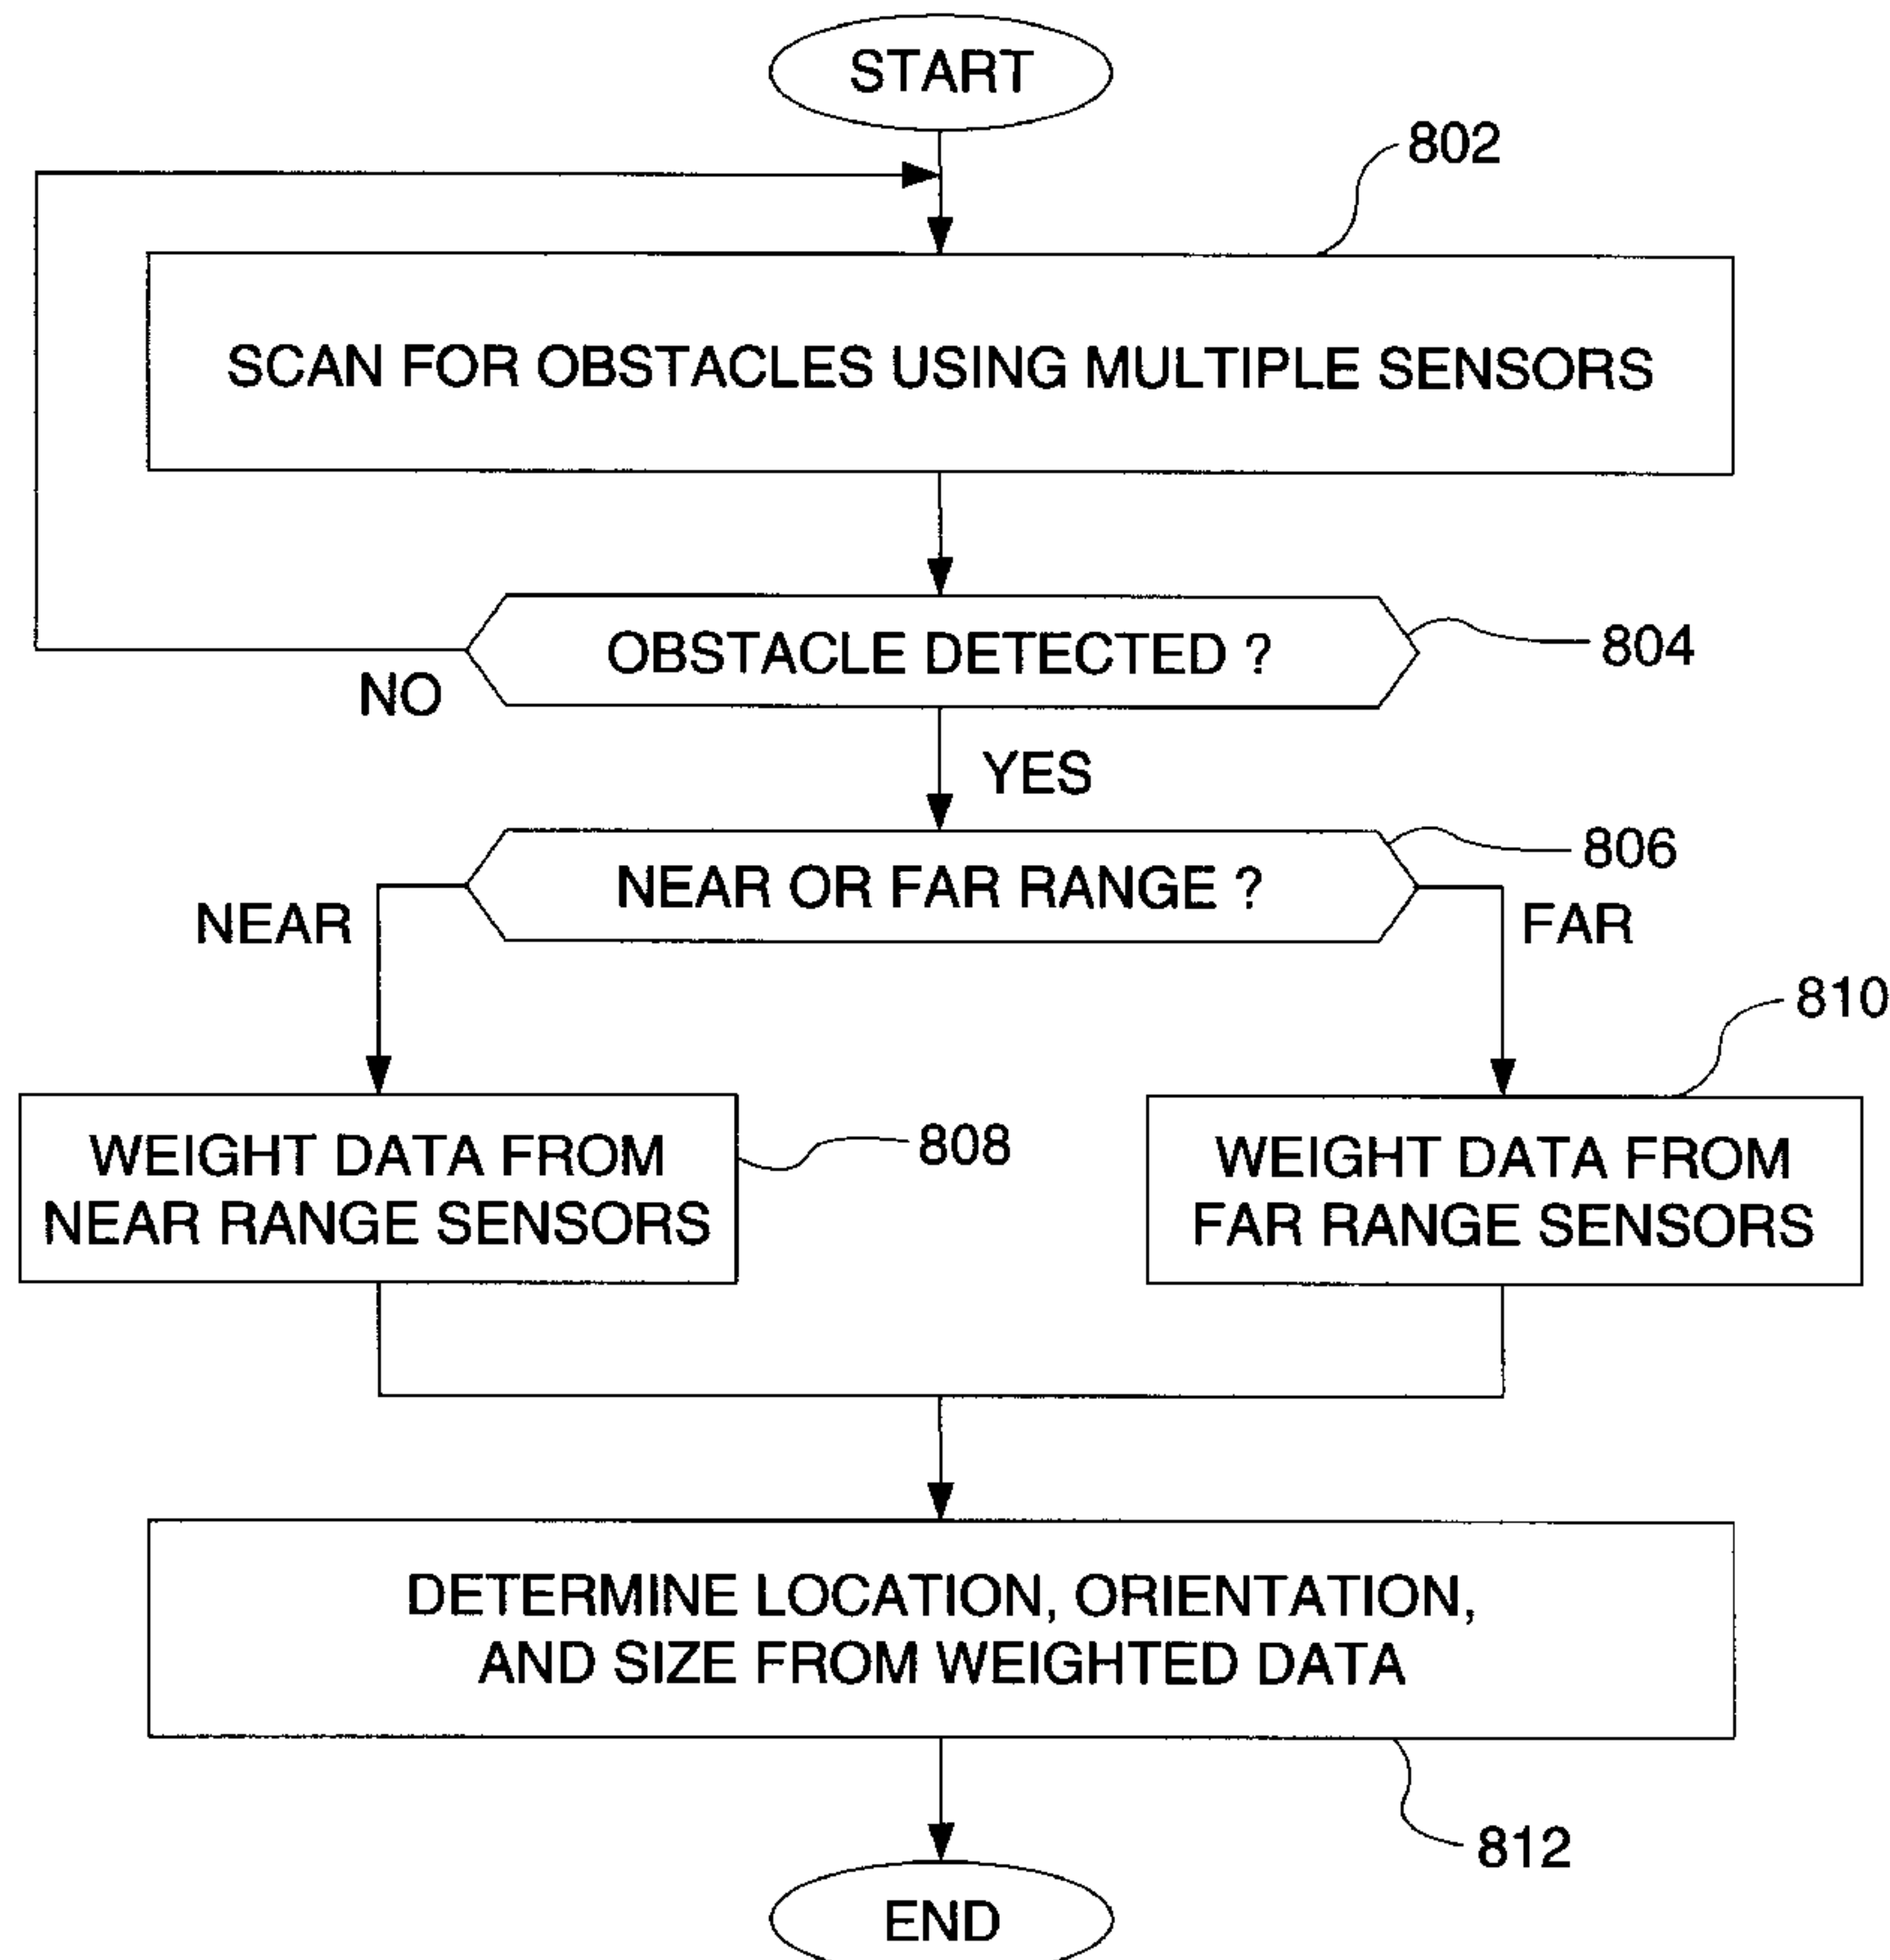 START
802
SCAN FOR OBSTACLES USING MULTIPLE SENSORS
OBSTACLE DETECTED ?
804
NO
YES
NEAR OR FAR RANGE ?
806
NEAR
FAR
810
WEIGHT DATA FROM
NEAR RANGE SENSORS
808
WEIGHT DATA FROM
FAR RANGE SENSORS
DETERMINE LOCATION, ORIENTATION,
AND SIZE FROM WEIGHTED DATA
812
END